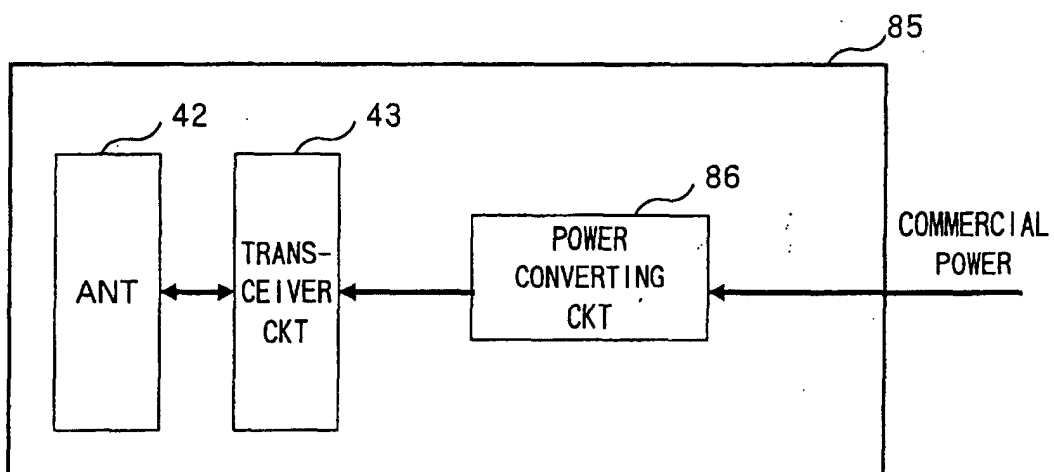 85
42
43
86
ANT
TRANS-
CEIVER
CKT
POWER
CONVERTING
CKT
COMMERCIAL
POWER